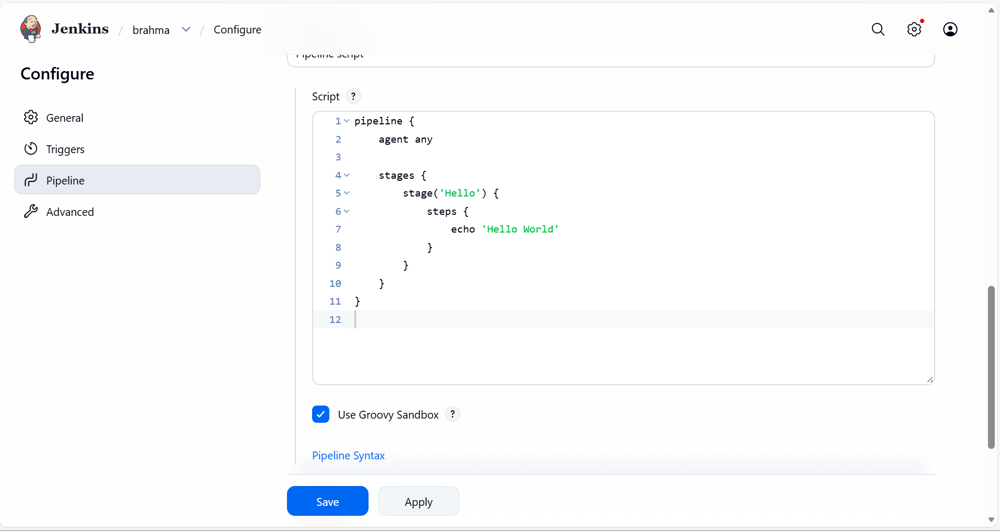 Jenkins / brahma / Configure
Pipeline script
Configure
General
Triggers
Pipeline
Advanced
Script ?
1 pipeline {
2     agent any
3
4     stages {
5         stage('Hello') {
6             steps {
7                 echo 'Hello World'
8             }
9         }
10     }
11 }
12
Use Groovy Sandbox ?
Pipeline Syntax
Save Apply